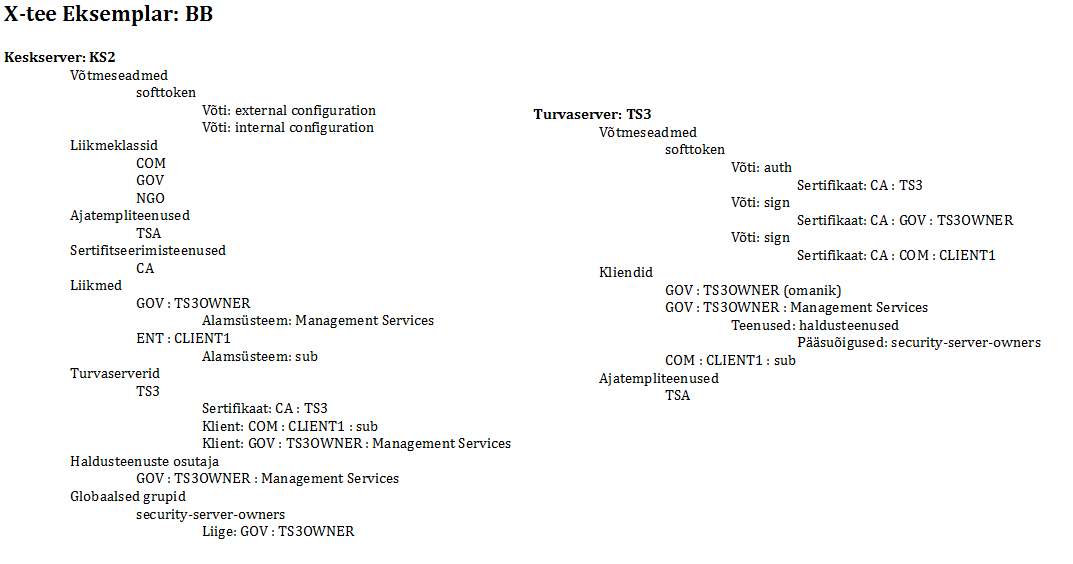 X-tee Eksemplar: BB
Keskserver: KS2
Võtmeseadmed
softtoken
Võti: external configuration
Võti: internal configuration
Liikmeklassid
COM
GOV
NGO
Ajatempliteenused
TSA
Sertifitseerimisteenused
CA
Liikmed
GOV : TS3OWNER
Alamsüsteem: Management Services
ENT : CLIENT1
Alamsüsteem: sub
Turvaserverid
TS3
Sertifikaat: CA : TS3
Klient: COM : CLIENT1 : sub
Klient: GOV : TS3OWNER : Management Services
Haldusteenuste osutaja
GOV : TS3OWNER : Management Services
Globaalsed grupid
security-server-owners
Liige: GOV : TS3OWNER
Turvaserver: TS3
Võtmeseadmed
softtoken
Võti: auth
Sertifikaat: CA : TS3
Võti: sign
Sertifikaat: CA : GOV : TS3OWNER
Võti: sign
Sertifikaat: CA : COM : CLIENT1
Kliendid
GOV : TS3OWNER (omanik)
GOV : TS3OWNER : Management Services
Teenused: haldusteenused
Pääsuõigused: security-server-owners
COM : CLIENT1 : sub
Ajatempliteenused
TSA